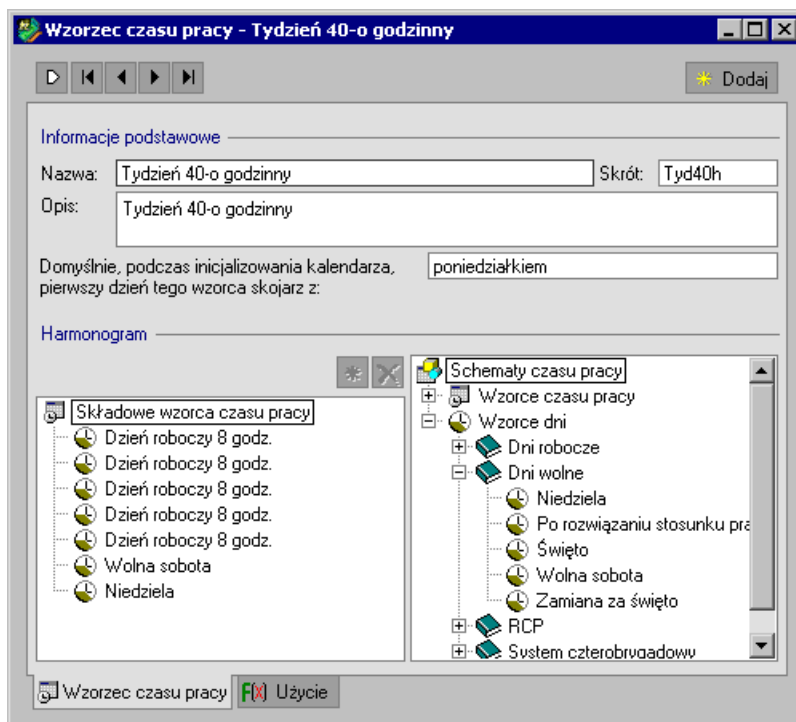 Wzorzec czasu pracy - Tydzień 40-o godzinny
Dodaj
Informacje podstawowe
Nazwa: Tydzień 40-o godzinny Skrót: Tyd40h
Opis: Tydzień 40-o godzinny
Domyślnie, podczas inicjalizowania kalendarza, poniedziałkiem
pierwszy dzień tego wzorca skojarz z:
Harmonogram
Składowe wzorca czasu pracy
Dzień roboczy 8 godz.
Dzień roboczy 8 godz.
Dzień roboczy 8 godz.
Dzień roboczy 8 godz.
Dzień roboczy 8 godz.
Wolna sobota
Niedziela
Schematy czasu pracy
Wzorce czasu pracy
Wzorce dni
Dni robocze
Dni wolne
Niedziela
Po rozwiązaniu stosunku pra
Święto
Wolna sobota
Zamiana za święto
RCP
System czterobrygadowy
Wzorzec czasu pracy F(X) Użycie